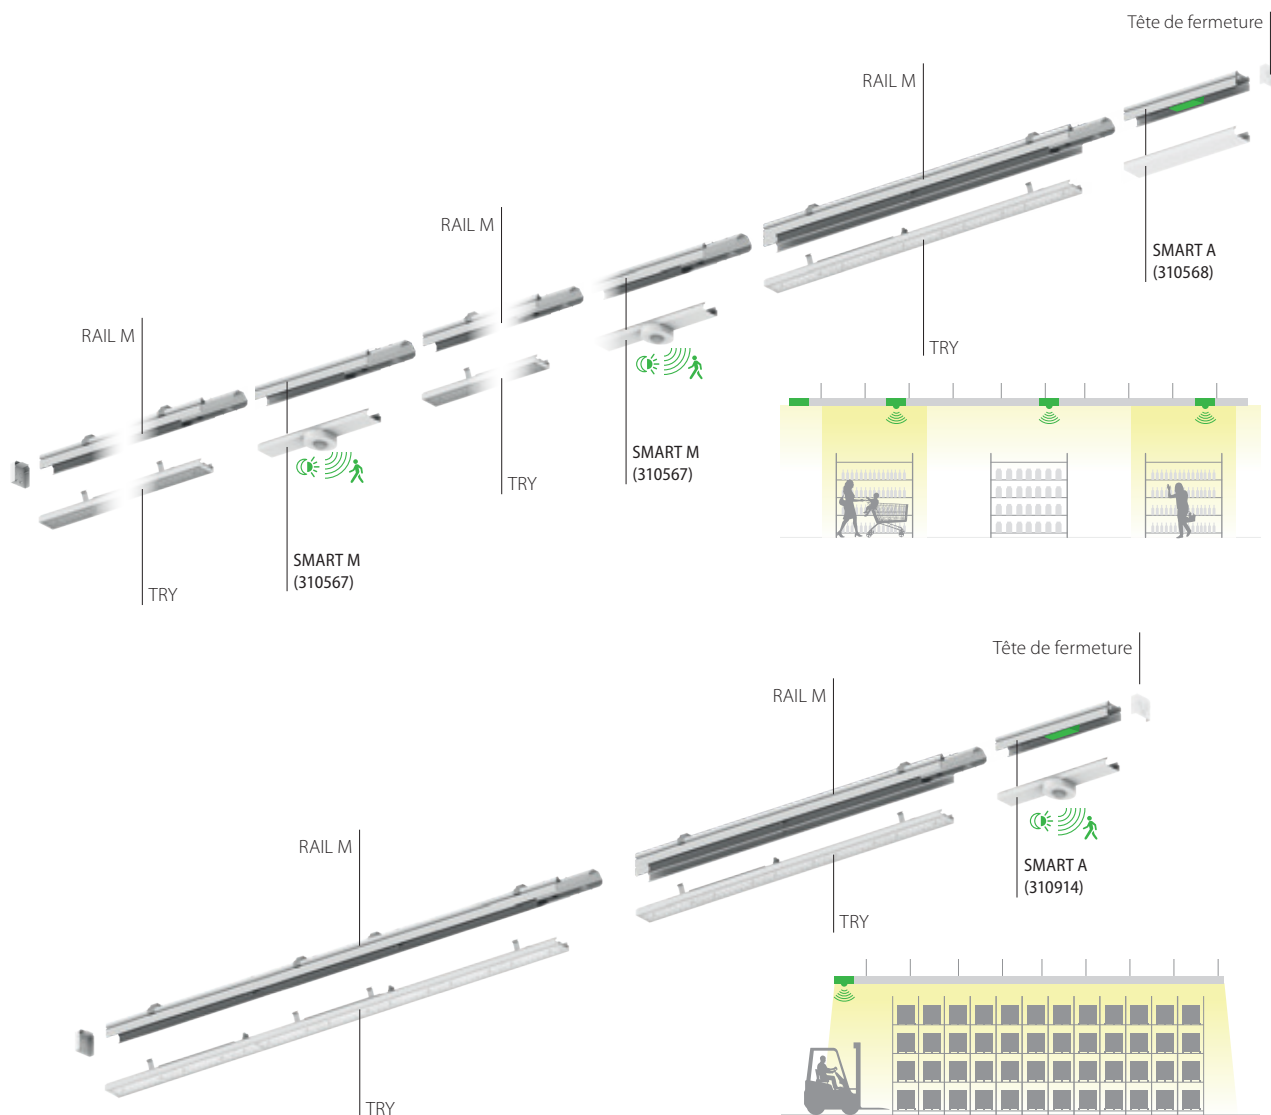 Tête de fermeture
RAIL M
RAIL M
SMART A
(310568)
RAIL M
TRY
SMART M
(310567)
TRY
SMART M
(310567)
TRY
Tête de fermeture
RAIL M
RAIL M
SMART A
(310914)
TRY
TRY